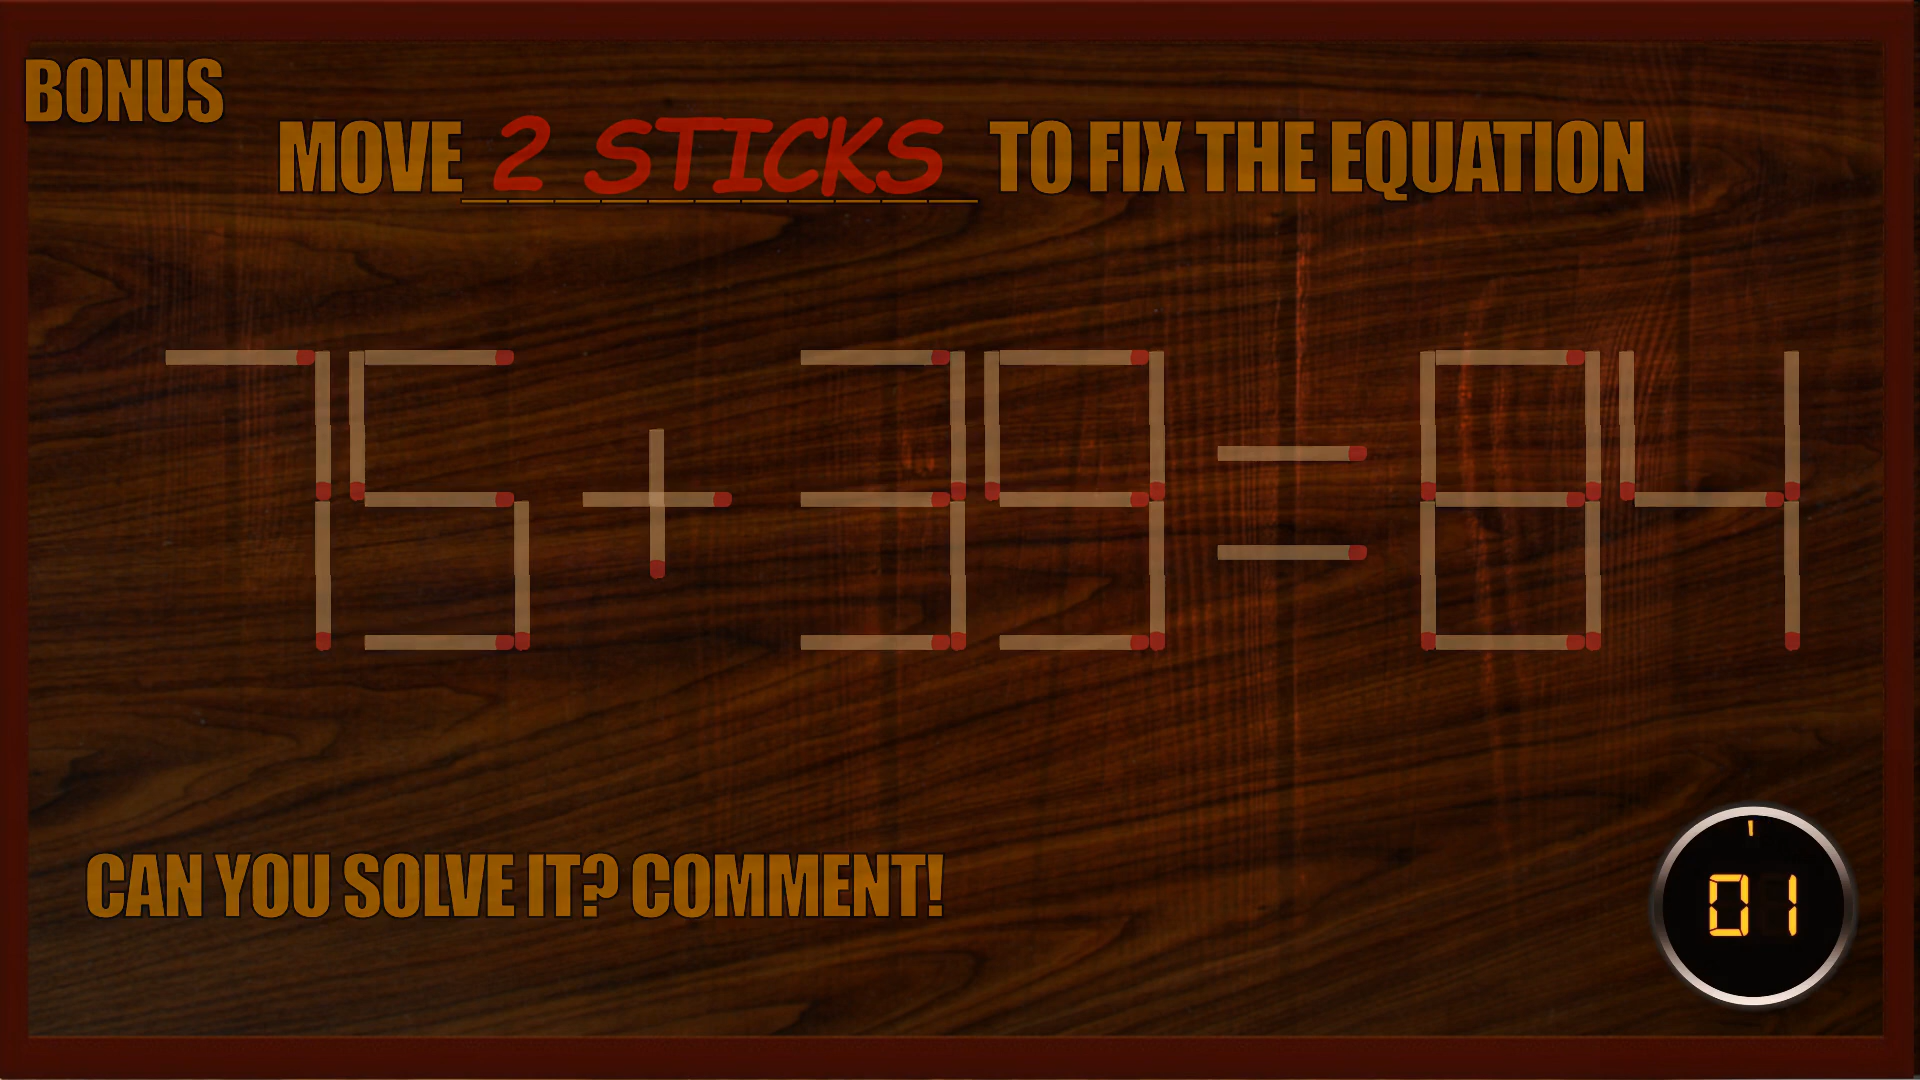 BONUS
MOVE 2 STICKS TO FIX THE EQUATION
75+39=84
CAN YOU SOLVE IT? COMMENT!
01